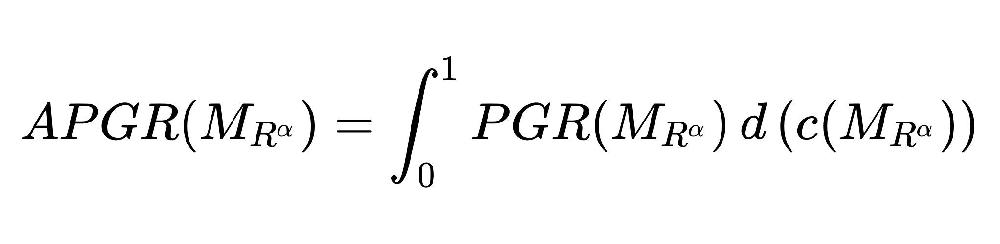 APGR(M_{R^α}) = ∫_0^1 PGR(M_{R^α}) d(c(M_{R^α}))